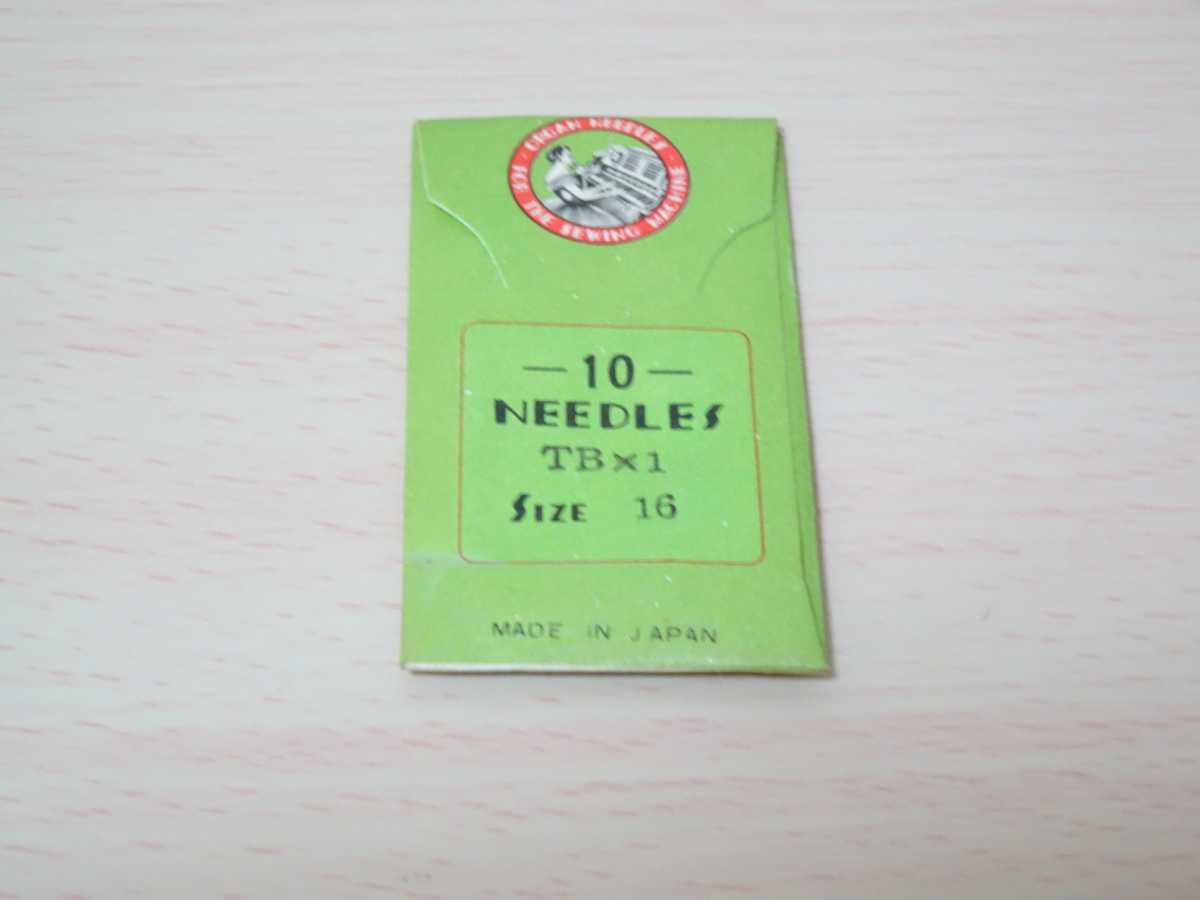 ORGAN NEEDLES
FOR THE SEWING MACHINE
— 10 —
NEEDLES
TB×1
SIZE 16
MADE IN JAPAN